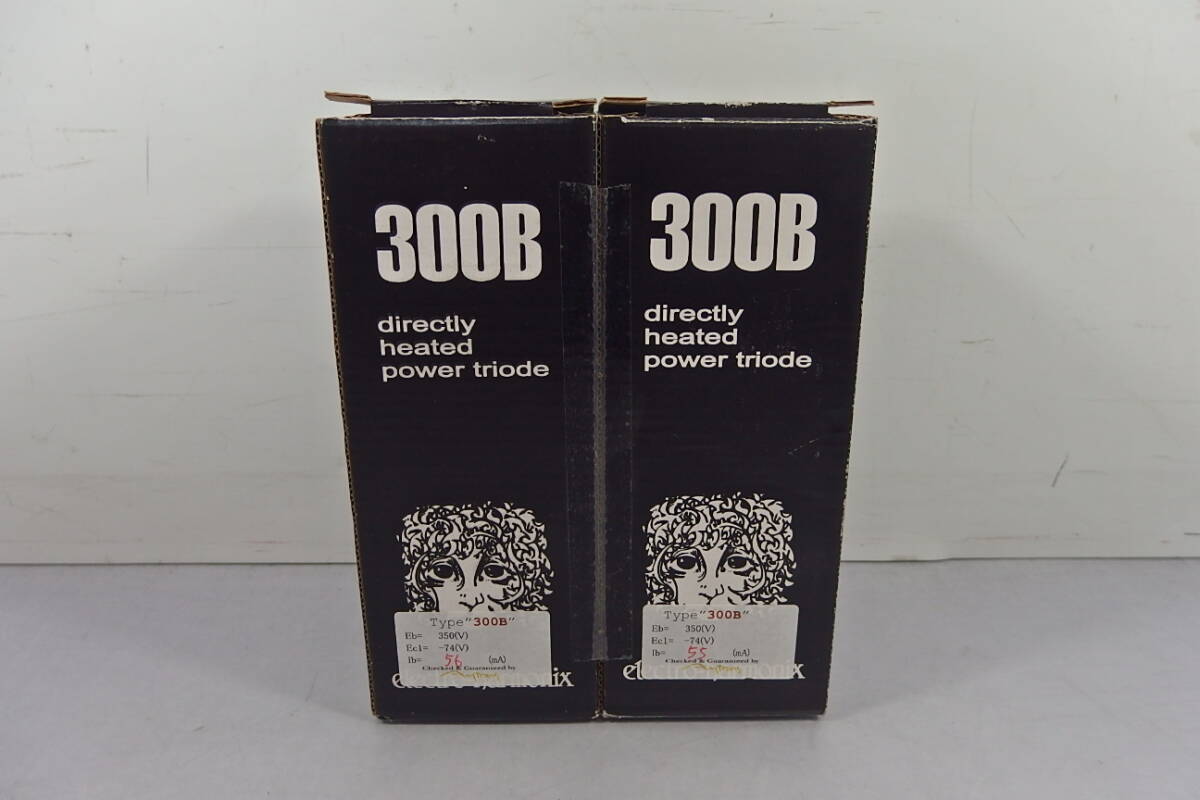 300B
directly
heated
power triode
Type"300B"
Eb= 350(V)
Ec1= -74(V)
Ib= 56 (mA)
Checked & Guaranteed by
300B
directly
heated
power triode
Type"300B"
Eb= 350(V)
Ec1= -74(V)
Ib= 55 (mA)
Checked & Guaranteed by